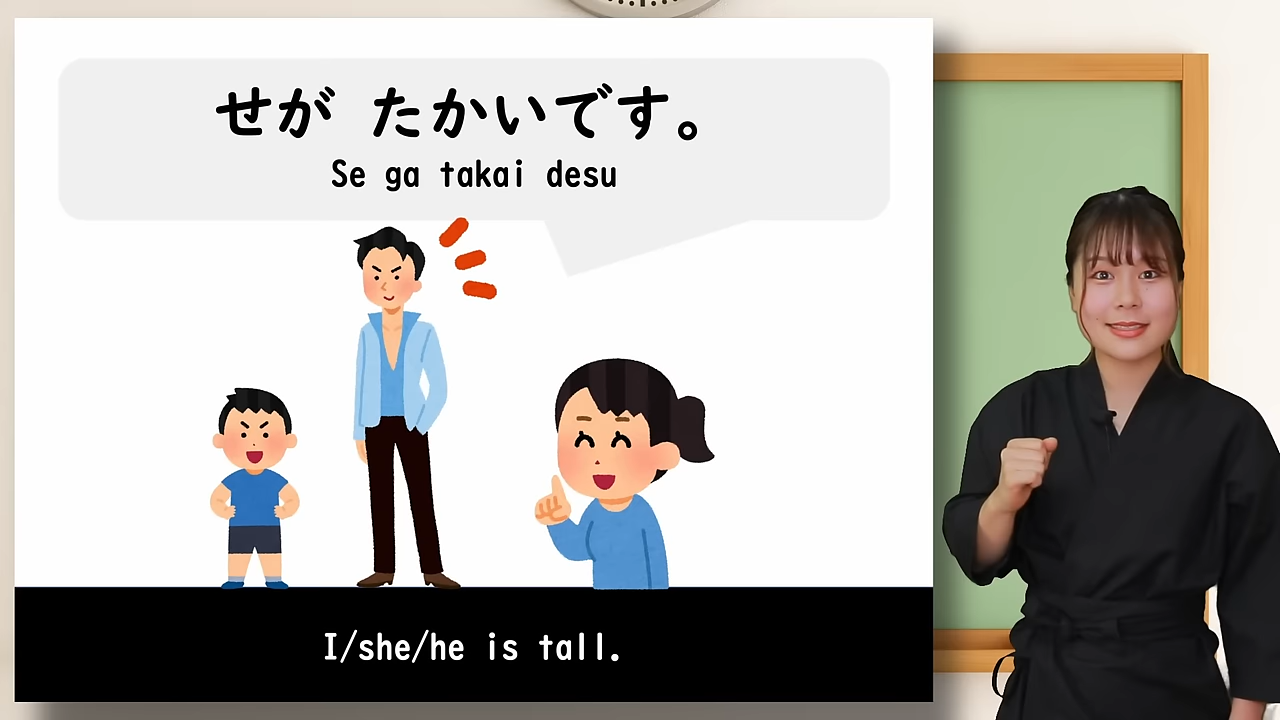 せが たかいです。
Se ga takai desu
I/she/he is tall.